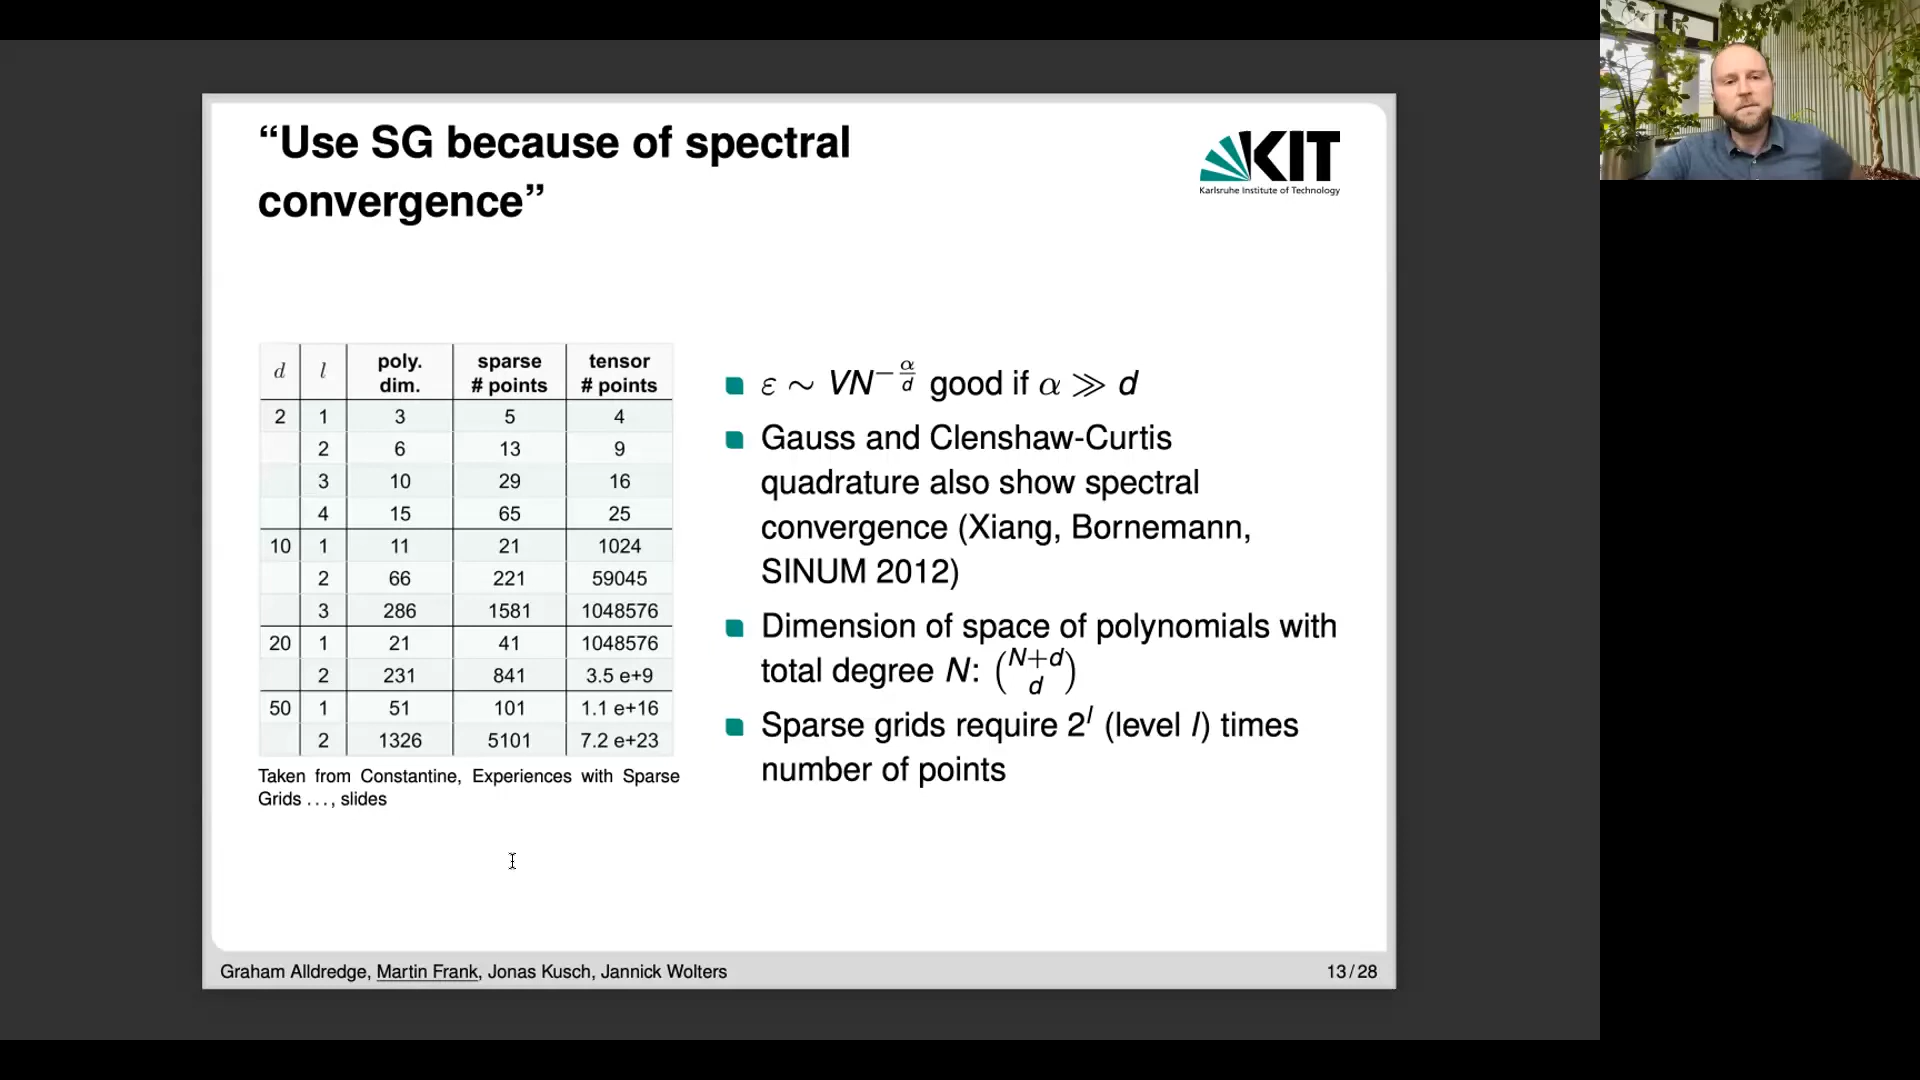 “Use SG because of spectral
convergence”
KIT
Karlsruhe Institute of Technology
d l poly. dim. sparse # points tensor # points
2 1 3 5 4
2 6 13 9
3 10 29 16
4 15 65 25
10 1 11 21 1024
2 66 221 59045
3 286 1581 1048576
20 1 21 41 1048576
2 231 841 3.5 e+9
50 1 51 101 1.1 e+16
2 1326 5101 7.2 e+23
Taken from Constantine, Experiences with Sparse
Grids ..., slides
ε ∼ VN^{−α/d} good if α ≫ d
Gauss and Clenshaw-Curtis
quadrature also show spectral
convergence (Xiang, Bornemann,
SINUM 2012)
Dimension of space of polynomials with
total degree N: \binom{N+d}{d}
Sparse grids require 2^l (level l) times
number of points
Graham Alldredge, Martin Frank, Jonas Kusch, Jannick Wolters
13/28
KIT